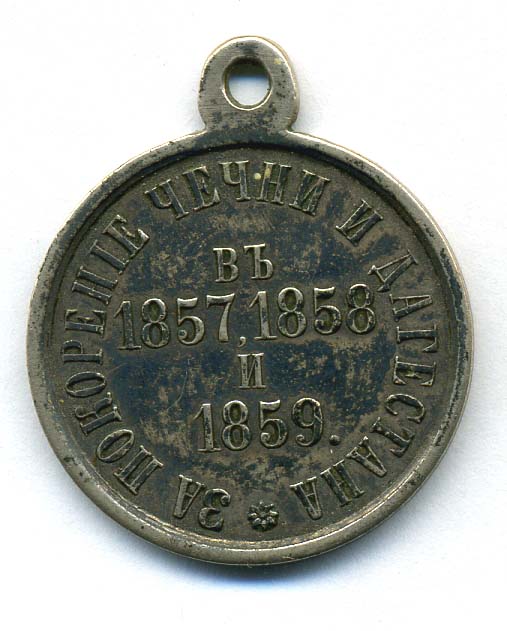 ЗА ПОКОРЕНІЕ ЧЕЧНИ И ДАГЕСТАНА
ВЪ
1857, 1858
И
1859.